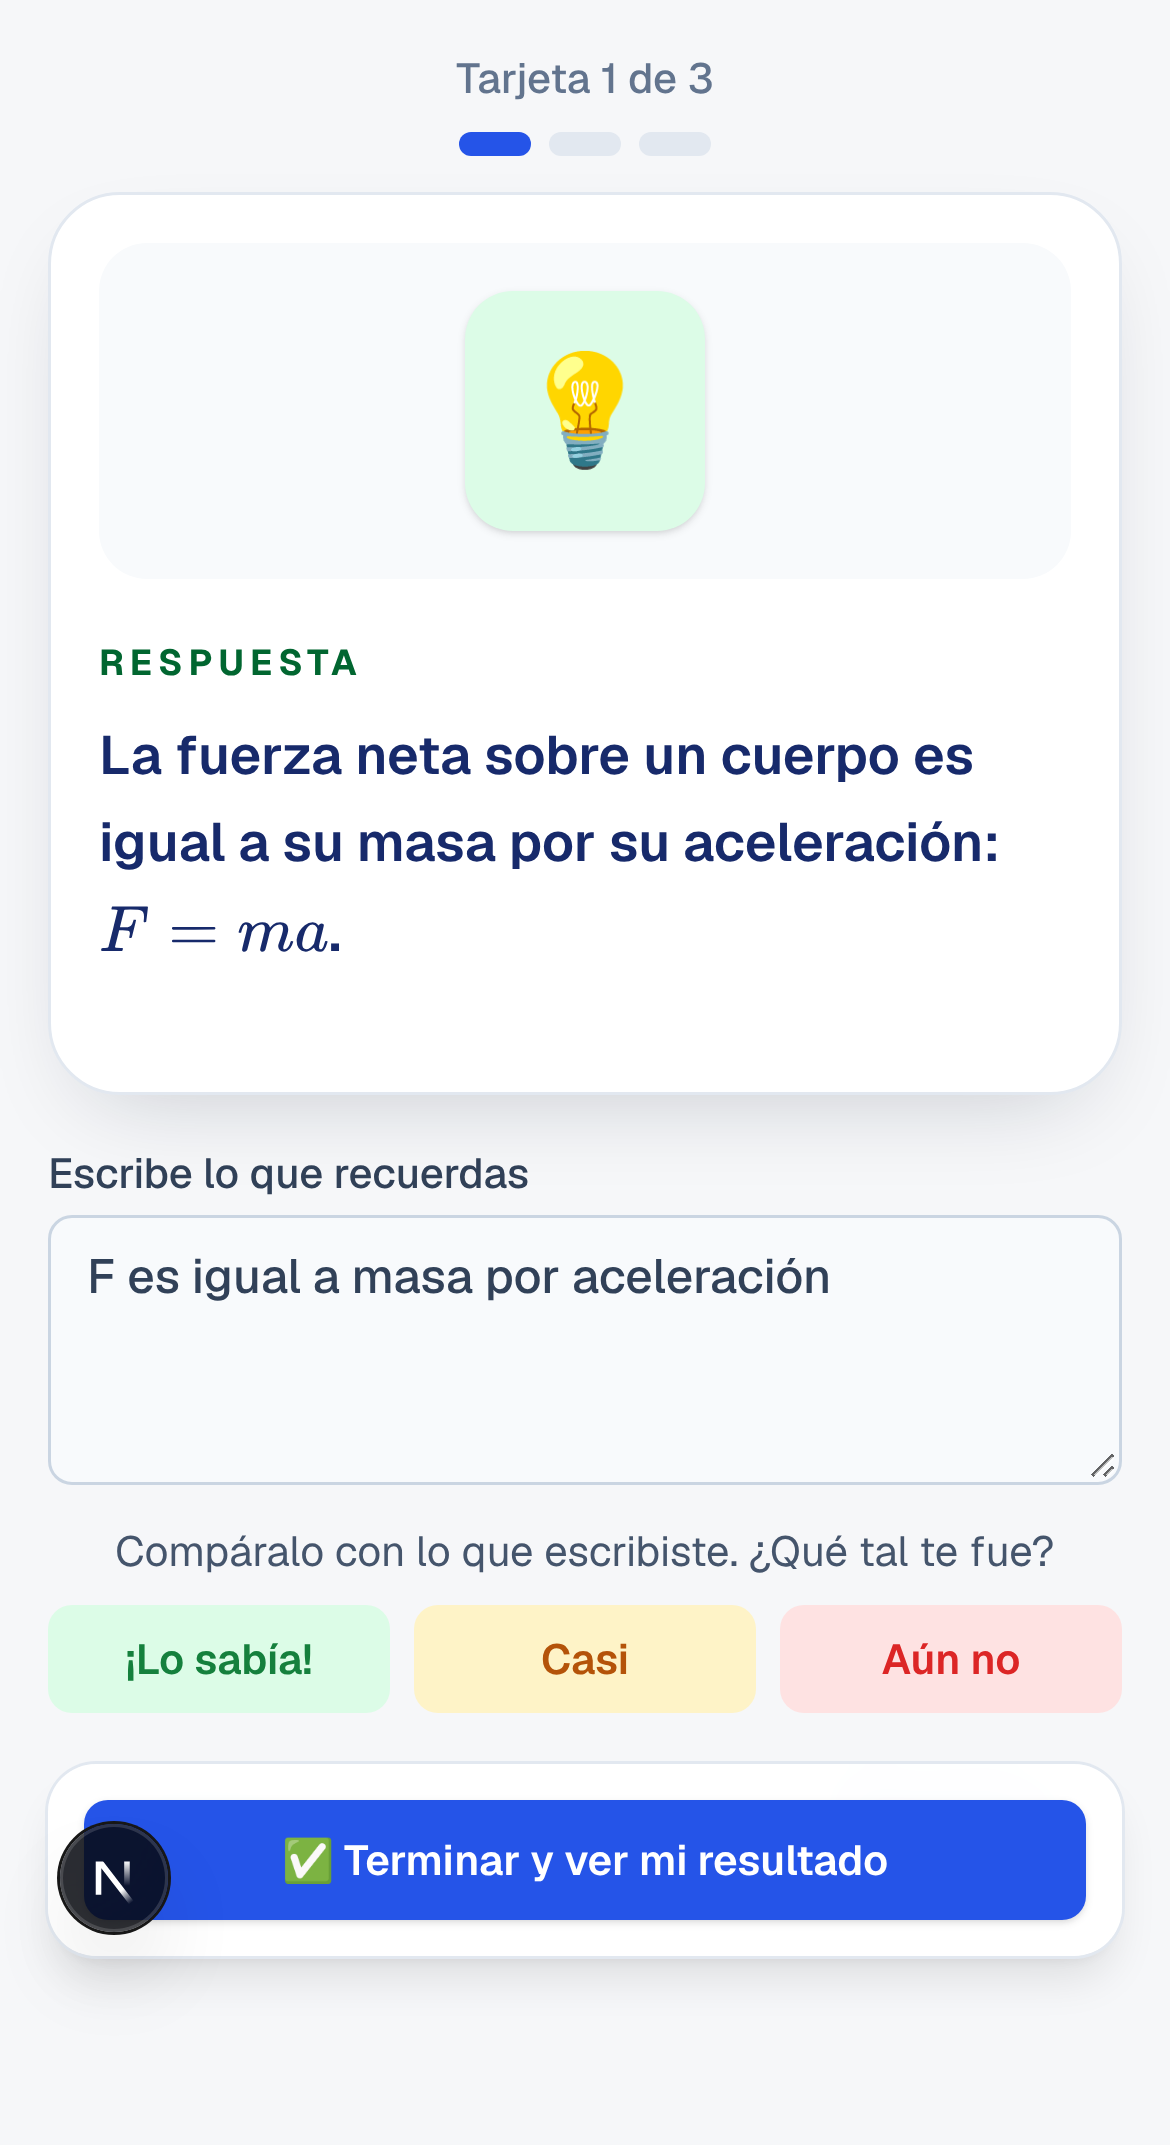 Tarjeta 1 de 3
RESPUESTA
La fuerza neta sobre un cuerpo es
igual a su masa por su aceleración:
F = ma.
Escribe lo que recuerdas
F es igual a masa por aceleración
Compáralo con lo que escribiste. ¿Qué tal te fue?
¡Lo sabía!
Casi
Aún no
✅ Terminar y ver mi resultado
N